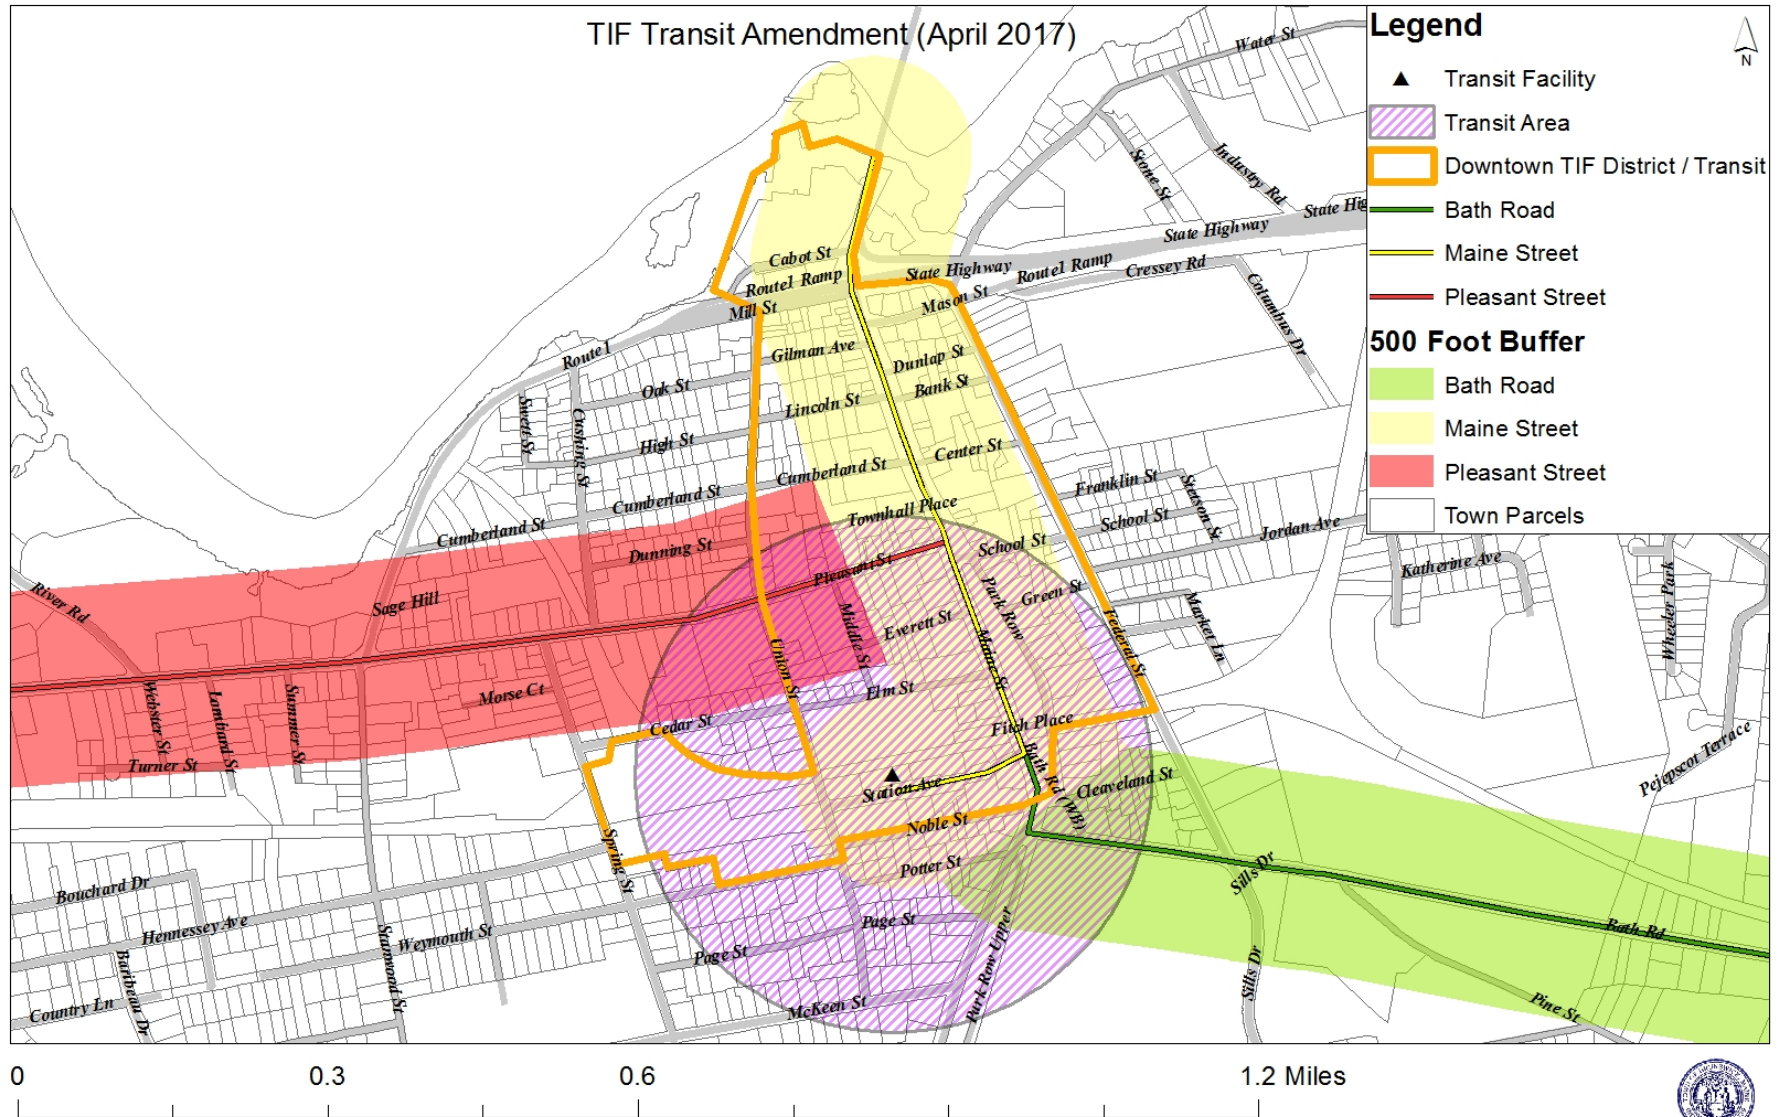 TIF Transit Amendment (April 2017)
Legend
N
Transit Facility
Transit Area
Downtown TIF District / Transit
Bath Road
Maine Street
Pleasant Street
500 Foot Buffer
Bath Road
Maine Street
Pleasant Street
Town Parcels
Water St
Stone St
Industry Rd
State Hig
State Highway
Cabot St
State Highway
Route1 Ramp
Cressey Rd
Route1 Ramp
Mason St
Mill St
Columbus Dr
Route1
Gilman Ave
Dunlap St
Oak St
Bank St
Lincoln St
Swett St
Cushing St
High St
Center St
Cumberland St
Cumberland St
Franklin St
Stetson St
Townhall Place
School St
Cumberland St
Jordan Ave
School St
Dunning St
Katherine Ave
Pleasant St
River Rd
Sage Hill
Park Row
Green St
Market Ln
Wheeler Park
Middle St
Everett St
Federal St
Maine St
Union St
Webster St
Lombard St
Summer St
Morse Ct
Elm St
Cedar St
Fitch Place
Pejepscot Terrace
Turner St
Bath Rd (WB)
Cleaveland St
Station Ave
Noble St
Spring St
Potter St
Sills Dr
Bouchard Dr
Hennessey Ave
Page St
Bath Rd
Weymouth St
Stanwood St
Page St
Park Row Upper
Baribeau Dr
Sills Dr
Country Ln
McKeen St
Pine St
0 0.3 0.6 1.2 Miles